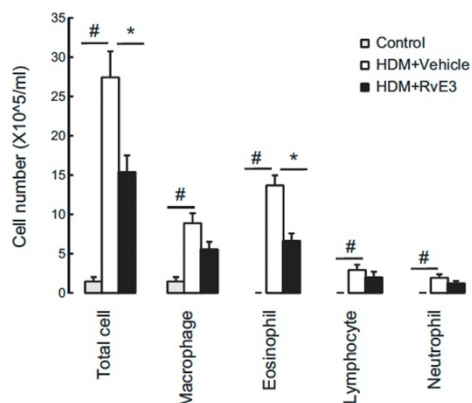 Cell number (X10^5/ml)
35
30
25
20
15
10
5
0
# *
#
# *
#
#
Control
HDM+Vehicle
HDM+RvE3
Total cell
Macrophage
Eosinophil
Lymphocyte
Neutrophil